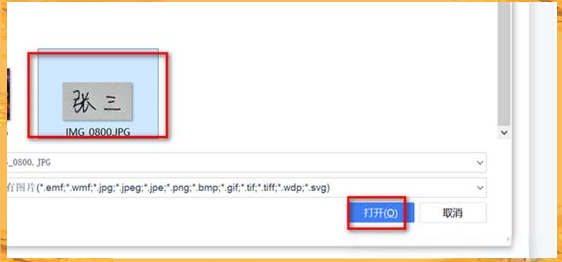 张三
IMG_0800.JPG
_0800.JPG
有图片(*.emf;*.wmf;*.jpg;*.jpeg;*.jpe;*.png;*.bmp;*.gif;*.tif;*.tiff;*.wdp;*.svg)
打开(O) 取消